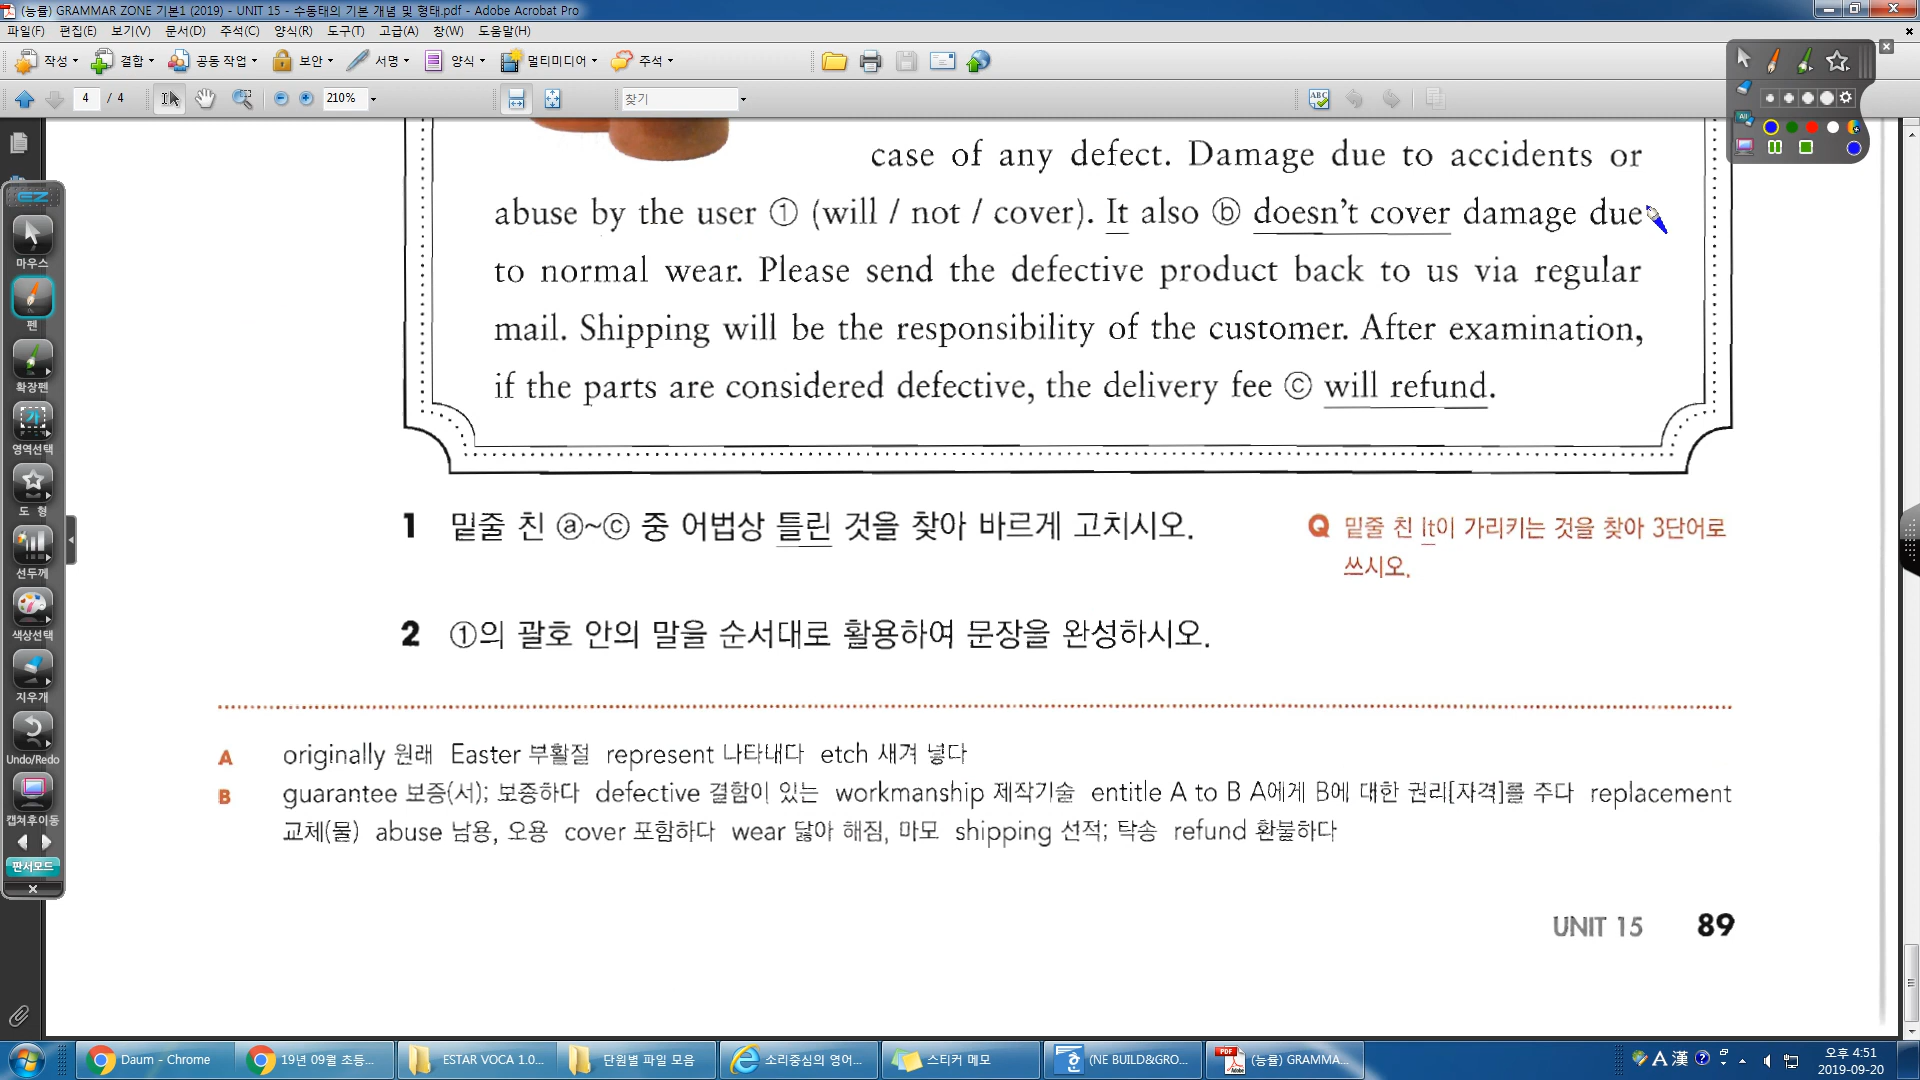 (능률) GRAMMAR ZONE 기본1 (2019) - UNIT 15 - 수동태의 기본 개념 및 형태.pdf - Adobe Acrobat Pro
파일(F) 편집(E) 보기(V) 문서(D) 주석(C) 양식(R) 도구(T) 고급(A) 창(W) 도움말(H)
작성 결합 공동 작업 보안 서명 양식 멀티미디어 주석
4 / 4 210% 찾기
case of any defect. Damage due to accidents or
abuse by the user ① (will / not / cover). It also ⓑ doesn't cover damage due
to normal wear. Please send the defective product back to us via regular
mail. Shipping will be the responsibility of the customer. After examination,
if the parts are considered defective, the delivery fee ⓒ will refund.
1 밑줄 친 ⓐ~ⓒ 중 어법상 틀린 것을 찾아 바르게 고치시오.
Q 밑줄 친 It이 가리키는 것을 찾아 3단어로
쓰시오.
2 ①의 괄호 안의 말을 순서대로 활용하여 문장을 완성하시오.
A originally 원래 Easter 부활절 represent 나타내다 etch 새겨 넣다
B guarantee 보증(서); 보증하다 defective 결함이 있는 workmanship 제작기술 entitle A to B A에게 B에 대한 권리[자격]를 주다 replacement
교체(물) abuse 남용, 오용 cover 포함하다 wear 닳아 해짐, 마모 shipping 선적; 탁송 refund 환불하다
UNIT 15 89
EZ
마우스
펜
확장펜
영역선택
도 형
선두께
색상선택
지우개
Undo/Redo
캡쳐후이동
판서모드
All
ABC
Daum - Chrome
19년 09월 초등...
ESTAR VOCA 1.0...
단원별 파일 모음
소리중심의 영어...
스티커 메모
(NE BUILD&GRO...
(능률) GRAMMA...
A 漢
오후 4:51
2019-09-20